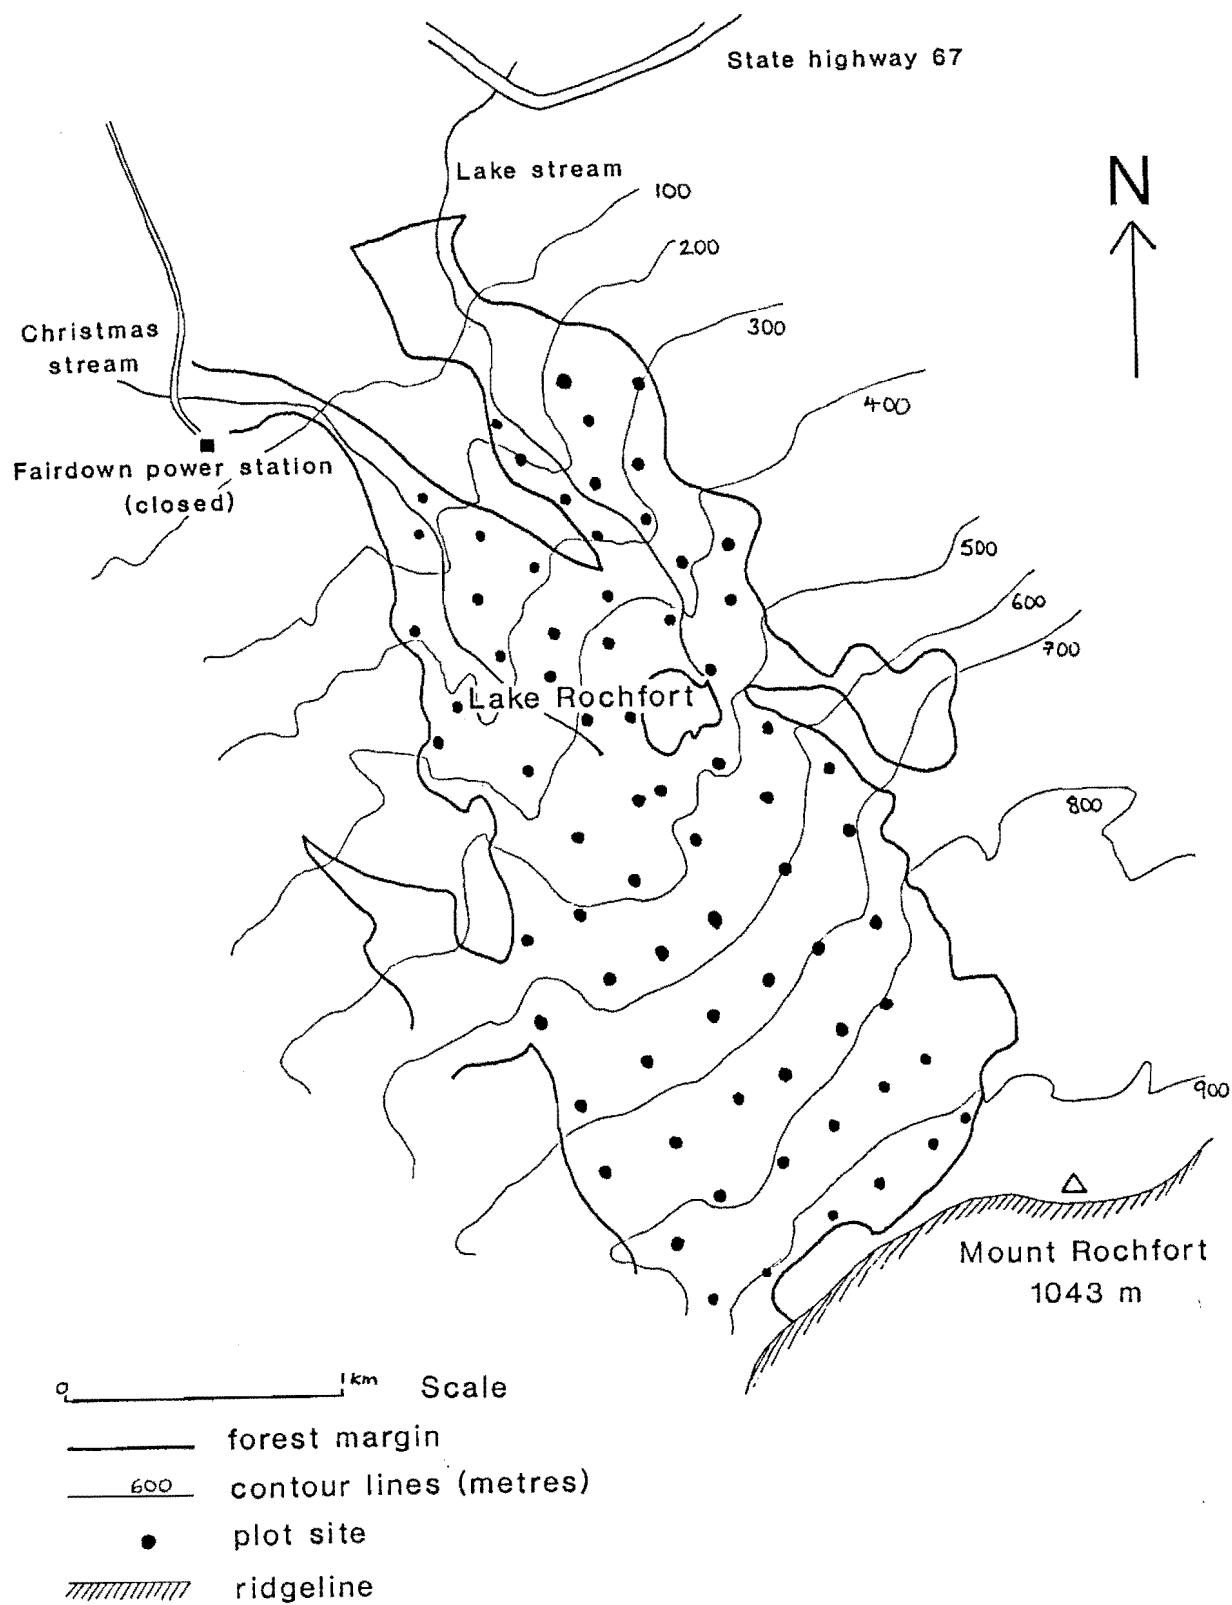 State highway 67
Lake stream
100
200
N
300
Christmas
stream
400
Fairdown power station
(closed)
500
600
700
Lake Rochfort
800
900
Mount Rochfort
1043 m
0 1 km Scale
forest margin
600 contour lines (metres)
plot site
ridgeline